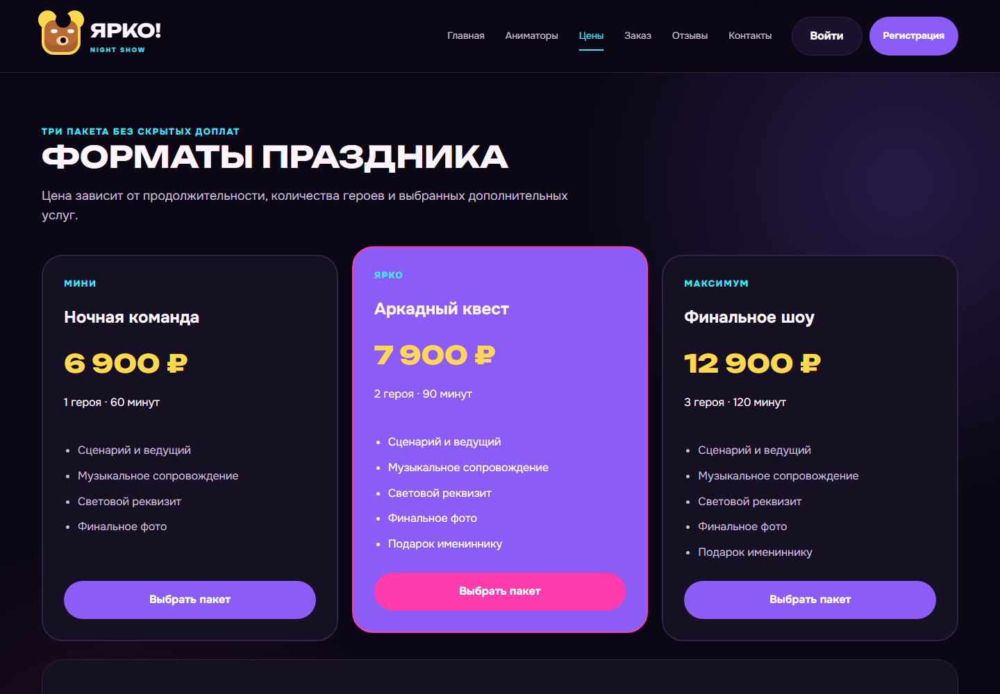 ЯРКО!
NIGHT SHOW
Главная
Аниматоры
Цены
Заказ
Отзывы
Контакты
Войти
Регистрация
ТРИ ПАКЕТА БЕЗ СКРЫТЫХ ДОПЛАТ
ФОРМАТЫ ПРАЗДНИКА
Цена зависит от продолжительности, количества героев и выбранных дополнительных
услуг.
МИНИ
Ночная команда
6 900 ₽
1 героя · 60 минут
Сценарий и ведущий
Музыкальное сопровождение
Световой реквизит
Финальное фото
Выбрать пакет
ЯРКО
Аркадный квест
7 900 ₽
2 героя · 90 минут
Сценарий и ведущий
Музыкальное сопровождение
Световой реквизит
Финальное фото
Подарок имениннику
Выбрать пакет
МАКСИМУМ
Финальное шоу
12 900 ₽
3 героя · 120 минут
Сценарий и ведущий
Музыкальное сопровождение
Световой реквизит
Финальное фото
Подарок имениннику
Выбрать пакет